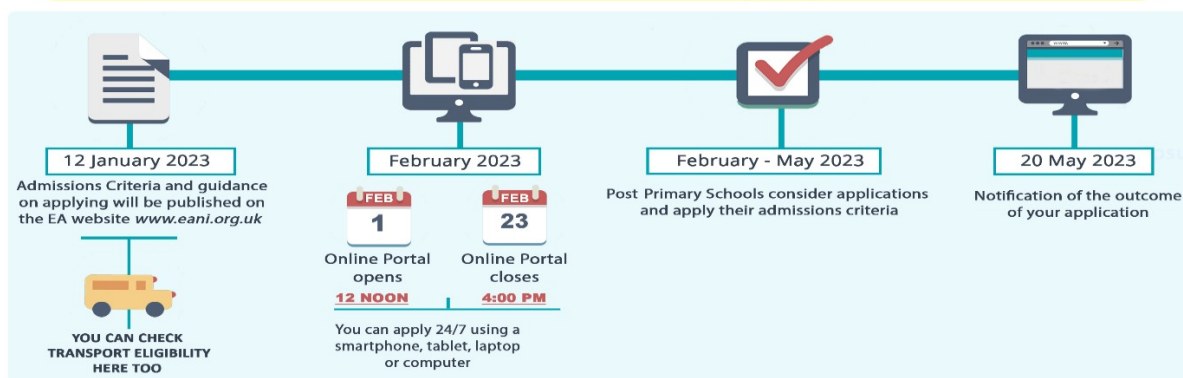 12 January 2023
Admissions Criteria and guidance
on applying will be published on
the EA website www.eani.org.uk
YOU CAN CHECK
TRANSPORT ELIGIBILITY
HERE TOO
February 2023
FEB
1
Online Portal
opens
12 NOON
FEB
23
Online Portal
closes
4:00 PM
You can apply 24/7 using a
smartphone, tablet, laptop
or computer
February - May 2023
Post Primary Schools consider applications
and apply their admissions criteria
20 May 2023
Notification of the outcome
of your application